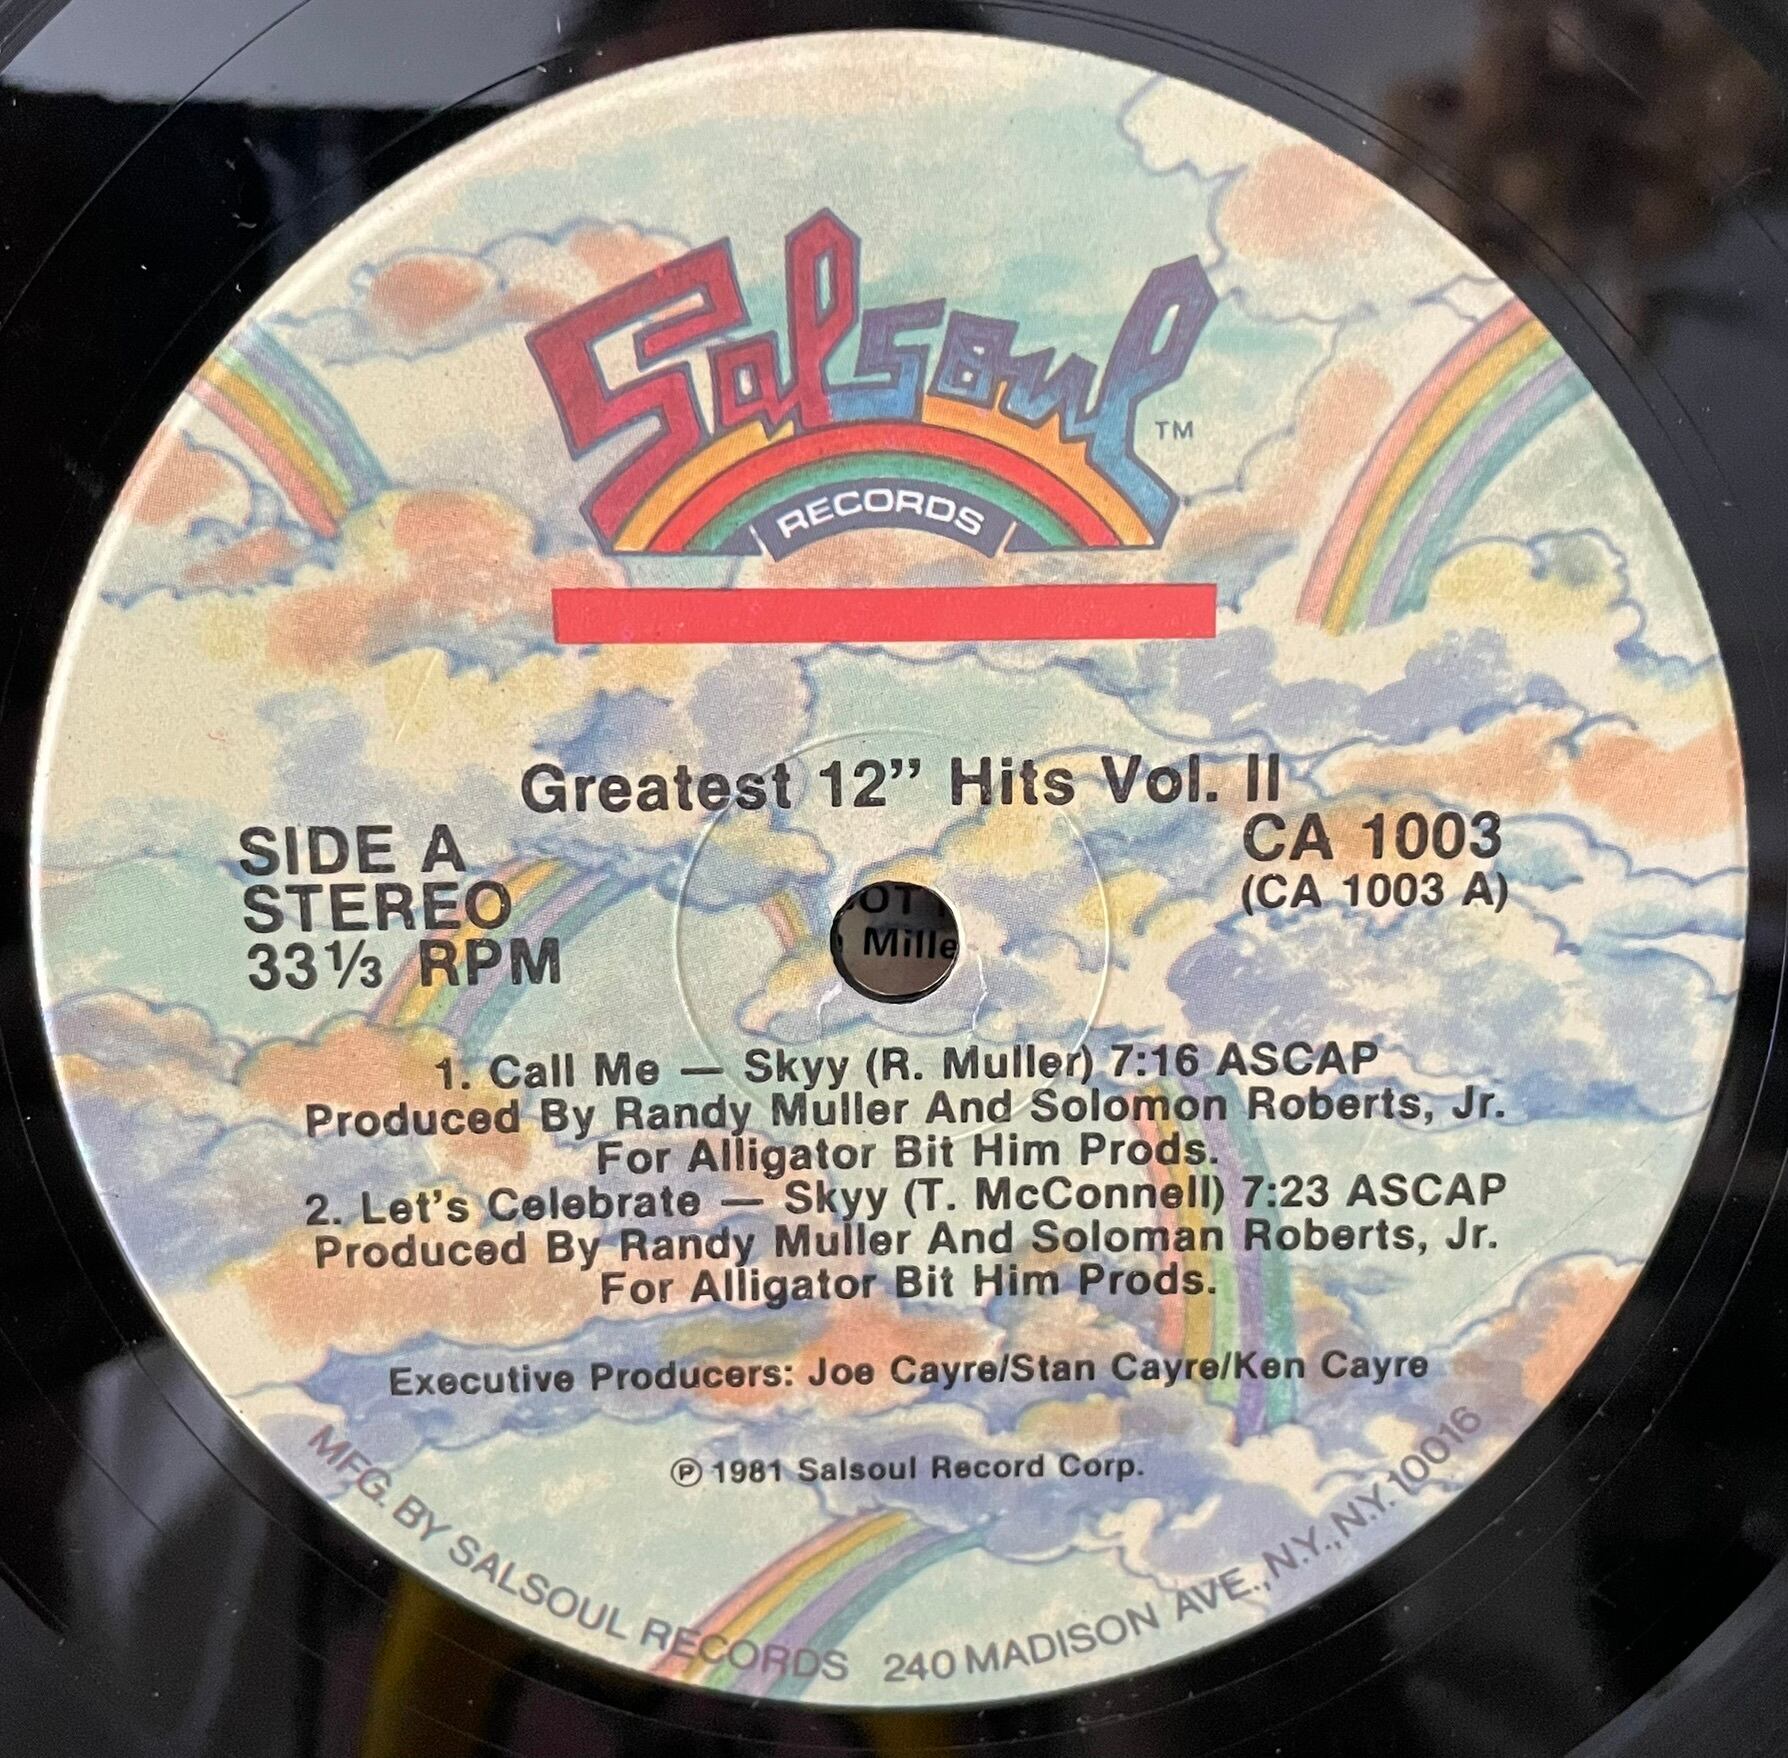 Salsoul TM
RECORDS
Greatest 12” Hits Vol. II
SIDE A
STEREO
33⅓ RPM
CA 1003
(CA 1003 A)
OT
Mille
1. Call Me — Skyy (R. Muller) 7:16 ASCAP
Produced By Randy Muller And Solomon Roberts, Jr.
For Alligator Bit Him Prods.
2. Let’s Celebrate — Skyy (T. McConnell) 7:23 ASCAP
Produced By Randy Muller And Soloman Roberts, Jr.
For Alligator Bit Him Prods.
Executive Producers: Joe Cayre/Stan Cayre/Ken Cayre
℗ 1981 Salsoul Record Corp.
MFG. BY SALSOUL RECORDS 240 MADISON AVE., N.Y., N.Y. 10016